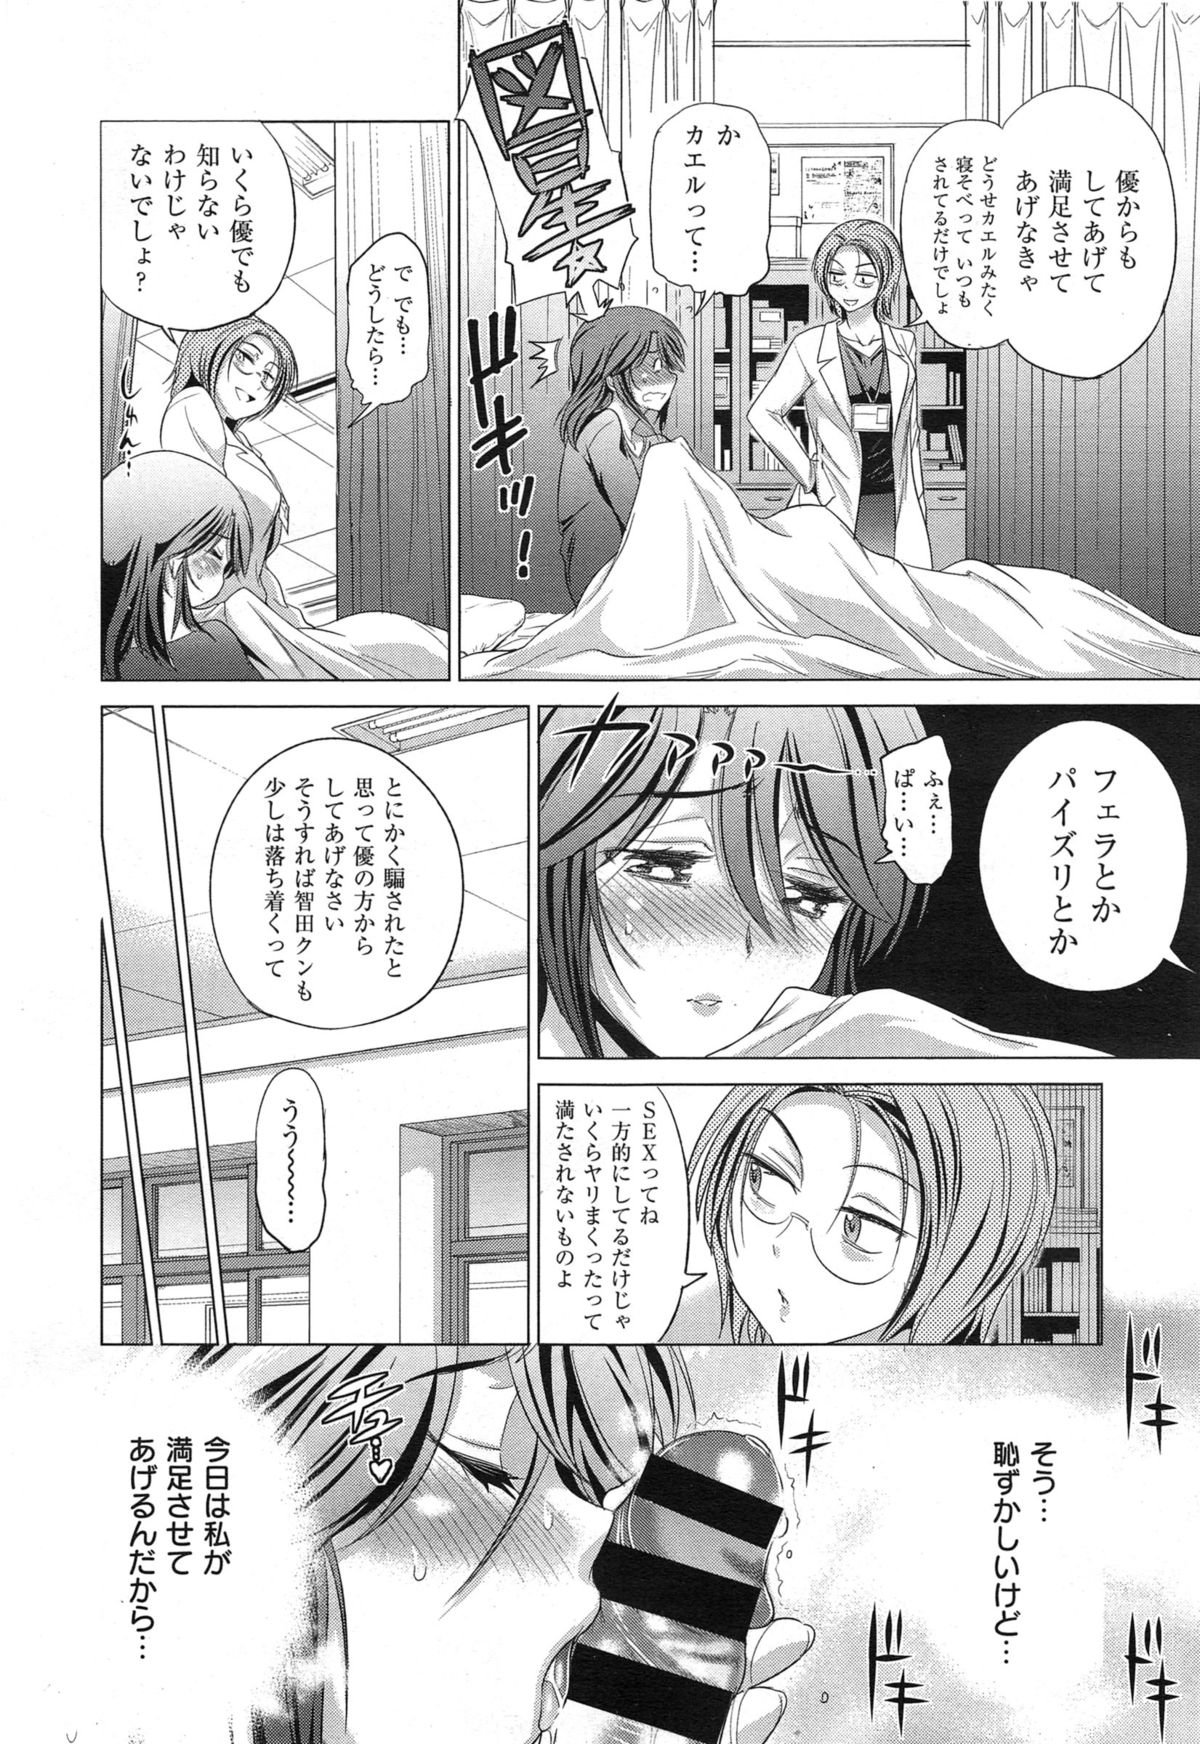 優からも
してあげて
満足させて
あげなきゃ
どうせカエルみたく
寝そべって いつも
されてるだけでしょ
か
カエルって…
図星☆
ギクッ!
で でも…
どうしたら…
いくら優でも
知らない
わけじゃ
ないでしょ?
しゅん…
フェラとか
パイズリとか
ふぇ…
ぱ…い…
カァァァ〜〜…
SEXってね
一方的にしてるだけじゃ
いくらヤリまくったって
満たされないものよ
とにかく騙されたと
思って優の方から
してあげなさい
そうすれば智田クンも
少しは落ち着くって
うう〜〜〜…
そう…
恥ずかしいけど…
ドキ
ドキ
ドキ
ドキ
チュ…♡
今日は私が
満足させて
あげるんだから…